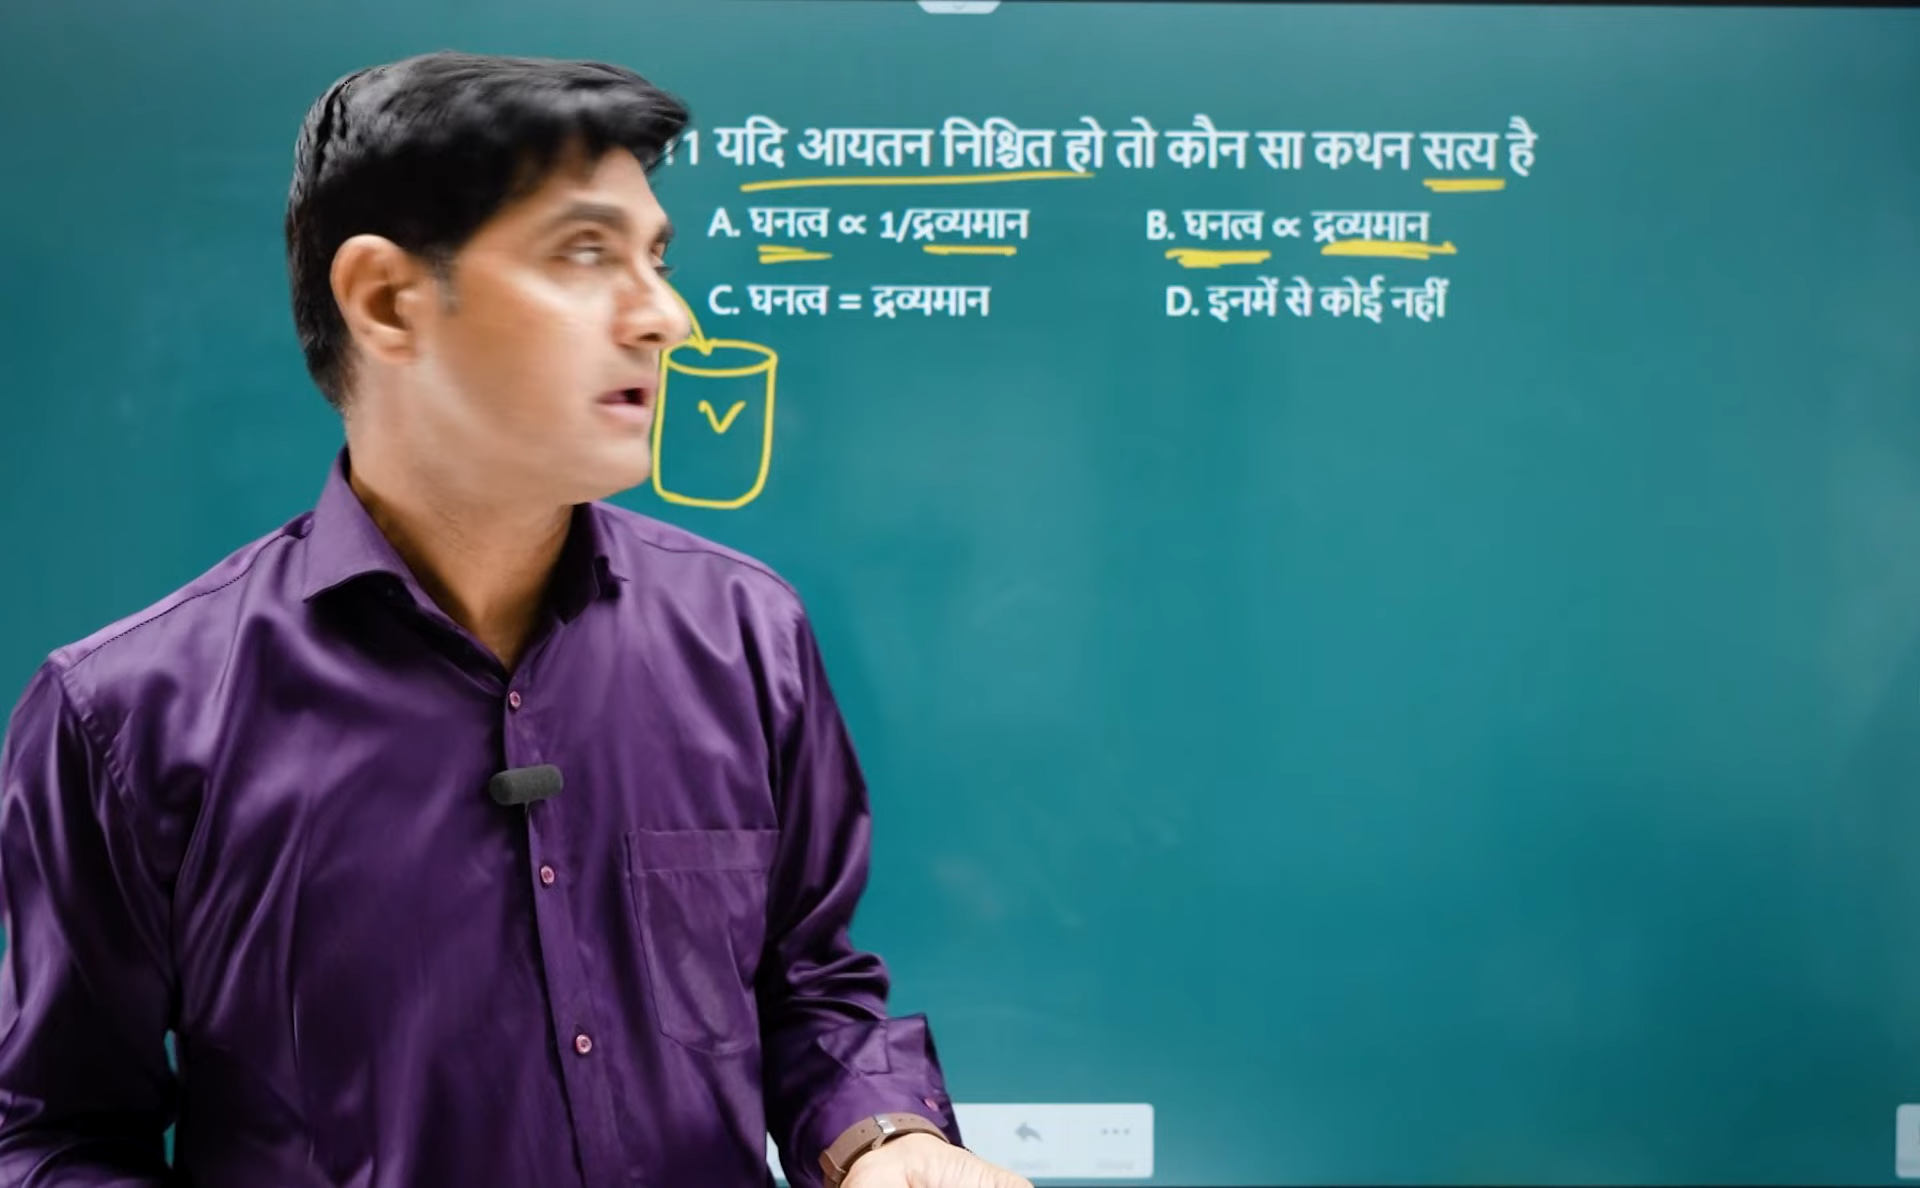 1 यदि आयतन निश्चित हो तो कौन सा कथन सत्य है
A. घनत्व ∝ 1/द्रव्यमान B. घनत्व ∝ द्रव्यमान
C. घनत्व = द्रव्यमान D. इनमें से कोई नहीं
V